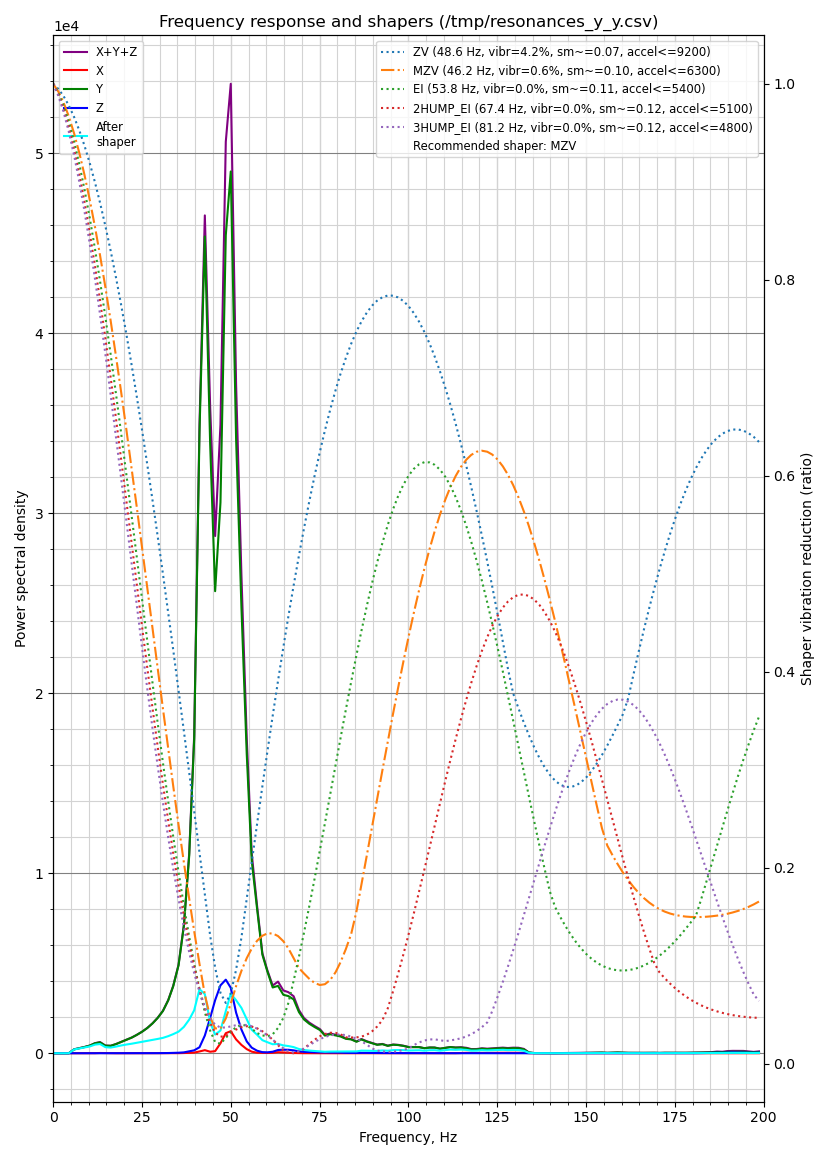 Frequency response and shapers (/tmp/resonances_y_y.csv)
1e4
X+Y+Z
X
Y
Z
After
shaper
ZV (48.6 Hz, vibr=4.2%, sm~=0.07, accel<=9200)
MZV (46.2 Hz, vibr=0.6%, sm~=0.10, accel<=6300)
EI (53.8 Hz, vibr=0.0%, sm~=0.11, accel<=5400)
2HUMP_EI (67.4 Hz, vibr=0.0%, sm~=0.12, accel<=5100)
3HUMP_EI (81.2 Hz, vibr=0.0%, sm~=0.12, accel<=4800)
Recommended shaper: MZV
Power spectral density
5
4
3
2
1
0
1.0
0.8
0.6
0.4
0.2
0.0
Shaper vibration reduction (ratio)
0 25 50 75 100 125 150 175 200
Frequency, Hz